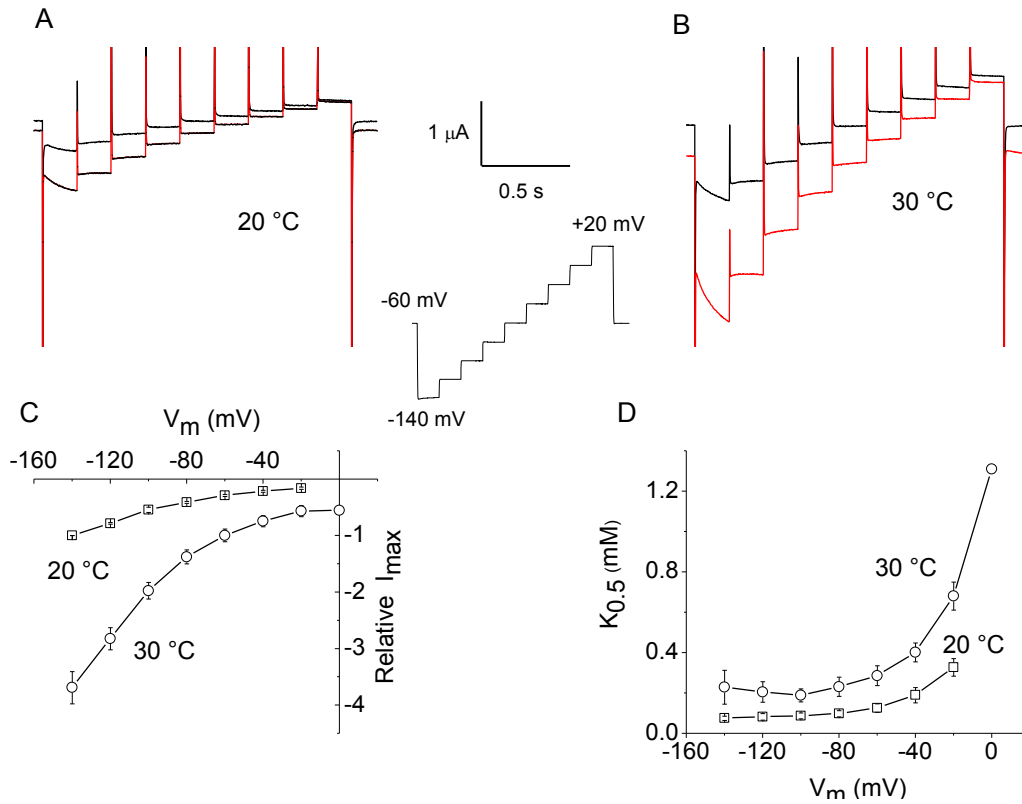 A
B
1 μA
0.5 s
20 °C
30 °C
+20 mV
-60 mV
-140 mV
C
Vm (mV)
-160 -120 -80 -40
-1
-2
-3
-4
Relative Imax
20 °C
30 °C
D
1.2
0.8
0.4
0.0
K0.5 (mM)
30 °C
20 °C
-160 -120 -80 -40 0
Vm (mV)